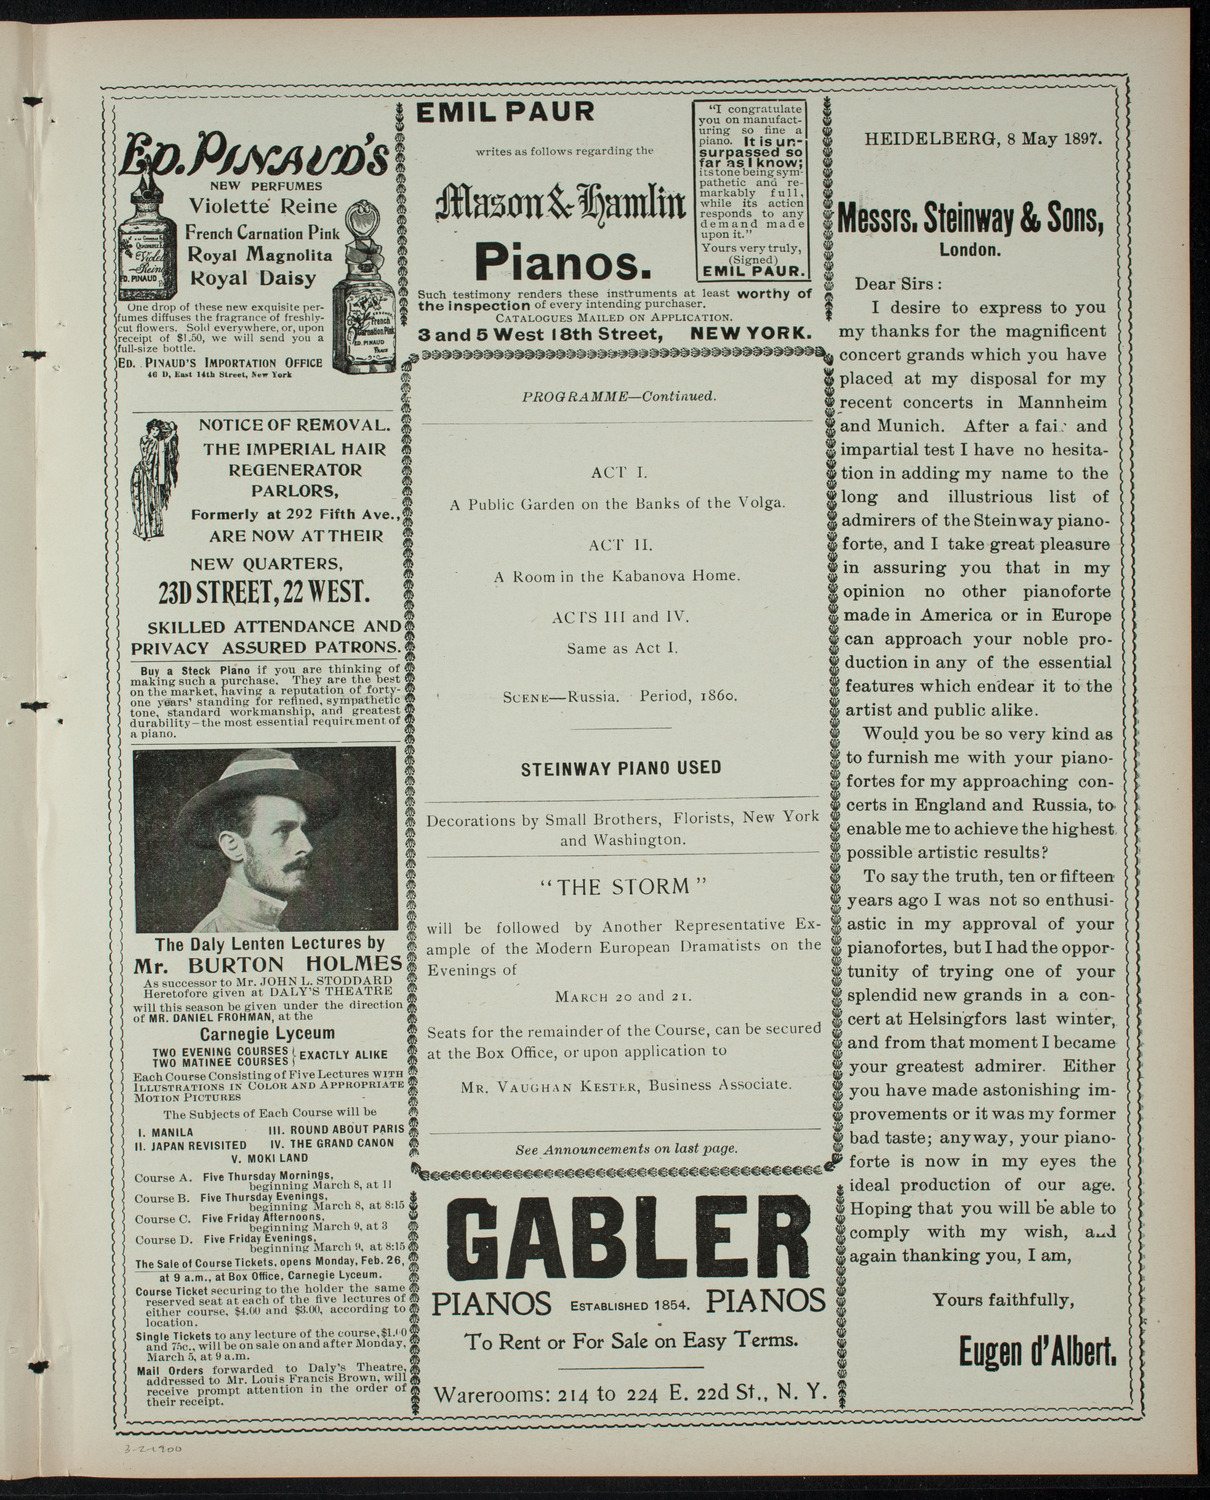 ED. PINAUD'S
NEW PERFUMES
Violette Reine
French Carnation Pink
Royal Magnolita
Royal Daisy
One drop of these new exquisite per-
fumes diffuses the fragrance of freshly-
cut flowers. Sold everywhere, or, upon
receipt of $1.50, we will send you a
full-size bottle.
ED. PINAUD'S IMPORTATION OFFICE
46 D, East 14th Street, New York
NOTICE OF REMOVAL.
THE IMPERIAL HAIR
REGENERATOR
PARLORS,
Formerly at 292 Fifth Ave.,
ARE NOW AT THEIR
NEW QUARTERS,
23D STREET, 22 WEST.
SKILLED ATTENDANCE AND
PRIVACY ASSURED PATRONS.
Buy a Steck Piano if you are thinking of
making such a purchase. They are the best
on the market, having a reputation of forty-
one years' standing for refined, sympathetic
tone, standard workmanship, and greatest
durability—the most essential requirement of
a piano.
The Daly Lenten Lectures by
Mr. BURTON HOLMES
As successor to Mr. JOHN L. STODDARD
Heretofore given at DALY'S THEATRE
will this season be given under the direction
of MR. DANIEL FROHMAN, at the
Carnegie Lyceum
TWO EVENING COURSES } EXACTLY ALIKE
TWO MATINEE COURSES
Each Course Consisting of Five Lectures WITH
ILLUSTRATIONS IN COLOR AND APPROPRIATE
MOTION PICTURES
The Subjects of Each Course will be
I. MANILA III. ROUND ABOUT PARIS
II. JAPAN REVISITED IV. THE GRAND CANON
V. MOKI LAND
Course A. Five Thursday Mornings,
beginning March 8, at 11
Course B. Five Thursday Evenings,
beginning March 8, at 8:15
Course C. Five Friday Afternoons,
beginning March 9, at 3
Course D. Five Friday Evenings,
beginning March 9, at 8:15
The Sale of Course Tickets, opens Monday, Feb. 26,
at 9 a.m., at Box Office, Carnegie Lyceum.
Course Ticket securing to the holder the same
reserved seat at each of the five lectures of
either course, $4.00 and $3.00, according to
location.
Single Tickets to any lecture of the course, $1.00
and 75c., will be on sale on and after Monday,
March 5, at 9 a.m.
Mail Orders forwarded to Daly's Theatre,
addressed to Mr. Louis Francis Brown, will
receive prompt attention in the order of
their receipt.
EMIL PAUR
writes as follows regarding the
Mason & Hamlin
Pianos.
"I congratulate
you on manufact-
uring so fine a
piano. It is un-
surpassed so
far as I know;
its tone being sym-
pathetic and re-
markably full,
while its action
responds to any
demand made
upon it."
Yours very truly,
(Signed)
EMIL PAUR.
Such testimony renders these instruments at least worthy of
the inspection of every intending purchaser.
CATALOGUES MAILED ON APPLICATION.
3 and 5 West 18th Street, NEW YORK.
PROGRAMME—Continued.
ACT I.
A Public Garden on the Banks of the Volga.
ACT II.
A Room in the Kabanova Home.
ACTS III and IV.
Same as Act I.
SCENE—Russia. Period, 1860.
STEINWAY PIANO USED
Decorations by Small Brothers, Florists, New York
and Washington.
"THE STORM"
will be followed by Another Representative Ex-
ample of the Modern European Dramatists on the
Evenings of
MARCH 20 and 21.
Seats for the remainder of the Course, can be secured
at the Box Office, or upon application to
MR. VAUGHAN KESTER, Business Associate.
See Announcements on last page.
GABLER
PIANOS ESTABLISHED 1854. PIANOS
To Rent or For Sale on Easy Terms.
Warerooms: 214 to 224 E. 22d St., N. Y.
HEIDELBERG, 8 May 1897.
Messrs. Steinway & Sons,
London.
Dear Sirs:
I desire to express to you
my thanks for the magnificent
concert grands which you have
placed at my disposal for my
recent concerts in Mannheim
and Munich. After a fair and
impartial test I have no hesita-
tion in adding my name to the
long and illustrious list of
admirers of the Steinway piano-
forte, and I take great pleasure
in assuring you that in my
opinion no other pianoforte
made in America or in Europe
can approach your noble pro-
duction in any of the essential
features which endear it to the
artist and public alike.
Would you be so very kind as
to furnish me with your piano-
fortes for my approaching con-
certs in England and Russia, to
enable me to achieve the highest
possible artistic results?
To say the truth, ten or fifteen
years ago I was not so enthusi-
astic in my approval of your
pianofortes, but I had the oppor-
tunity of trying one of your
splendid new grands in a con-
cert at Helsingfors last winter,
and from that moment I became
your greatest admirer. Either
you have made astonishing im-
provements or it was my former
bad taste; anyway, your piano-
forte is now in my eyes the
ideal production of our age.
Hoping that you will be able to
comply with my wish, and
again thanking you, I am,
Yours faithfully,
Eugen d'Albert.
3-2-1900